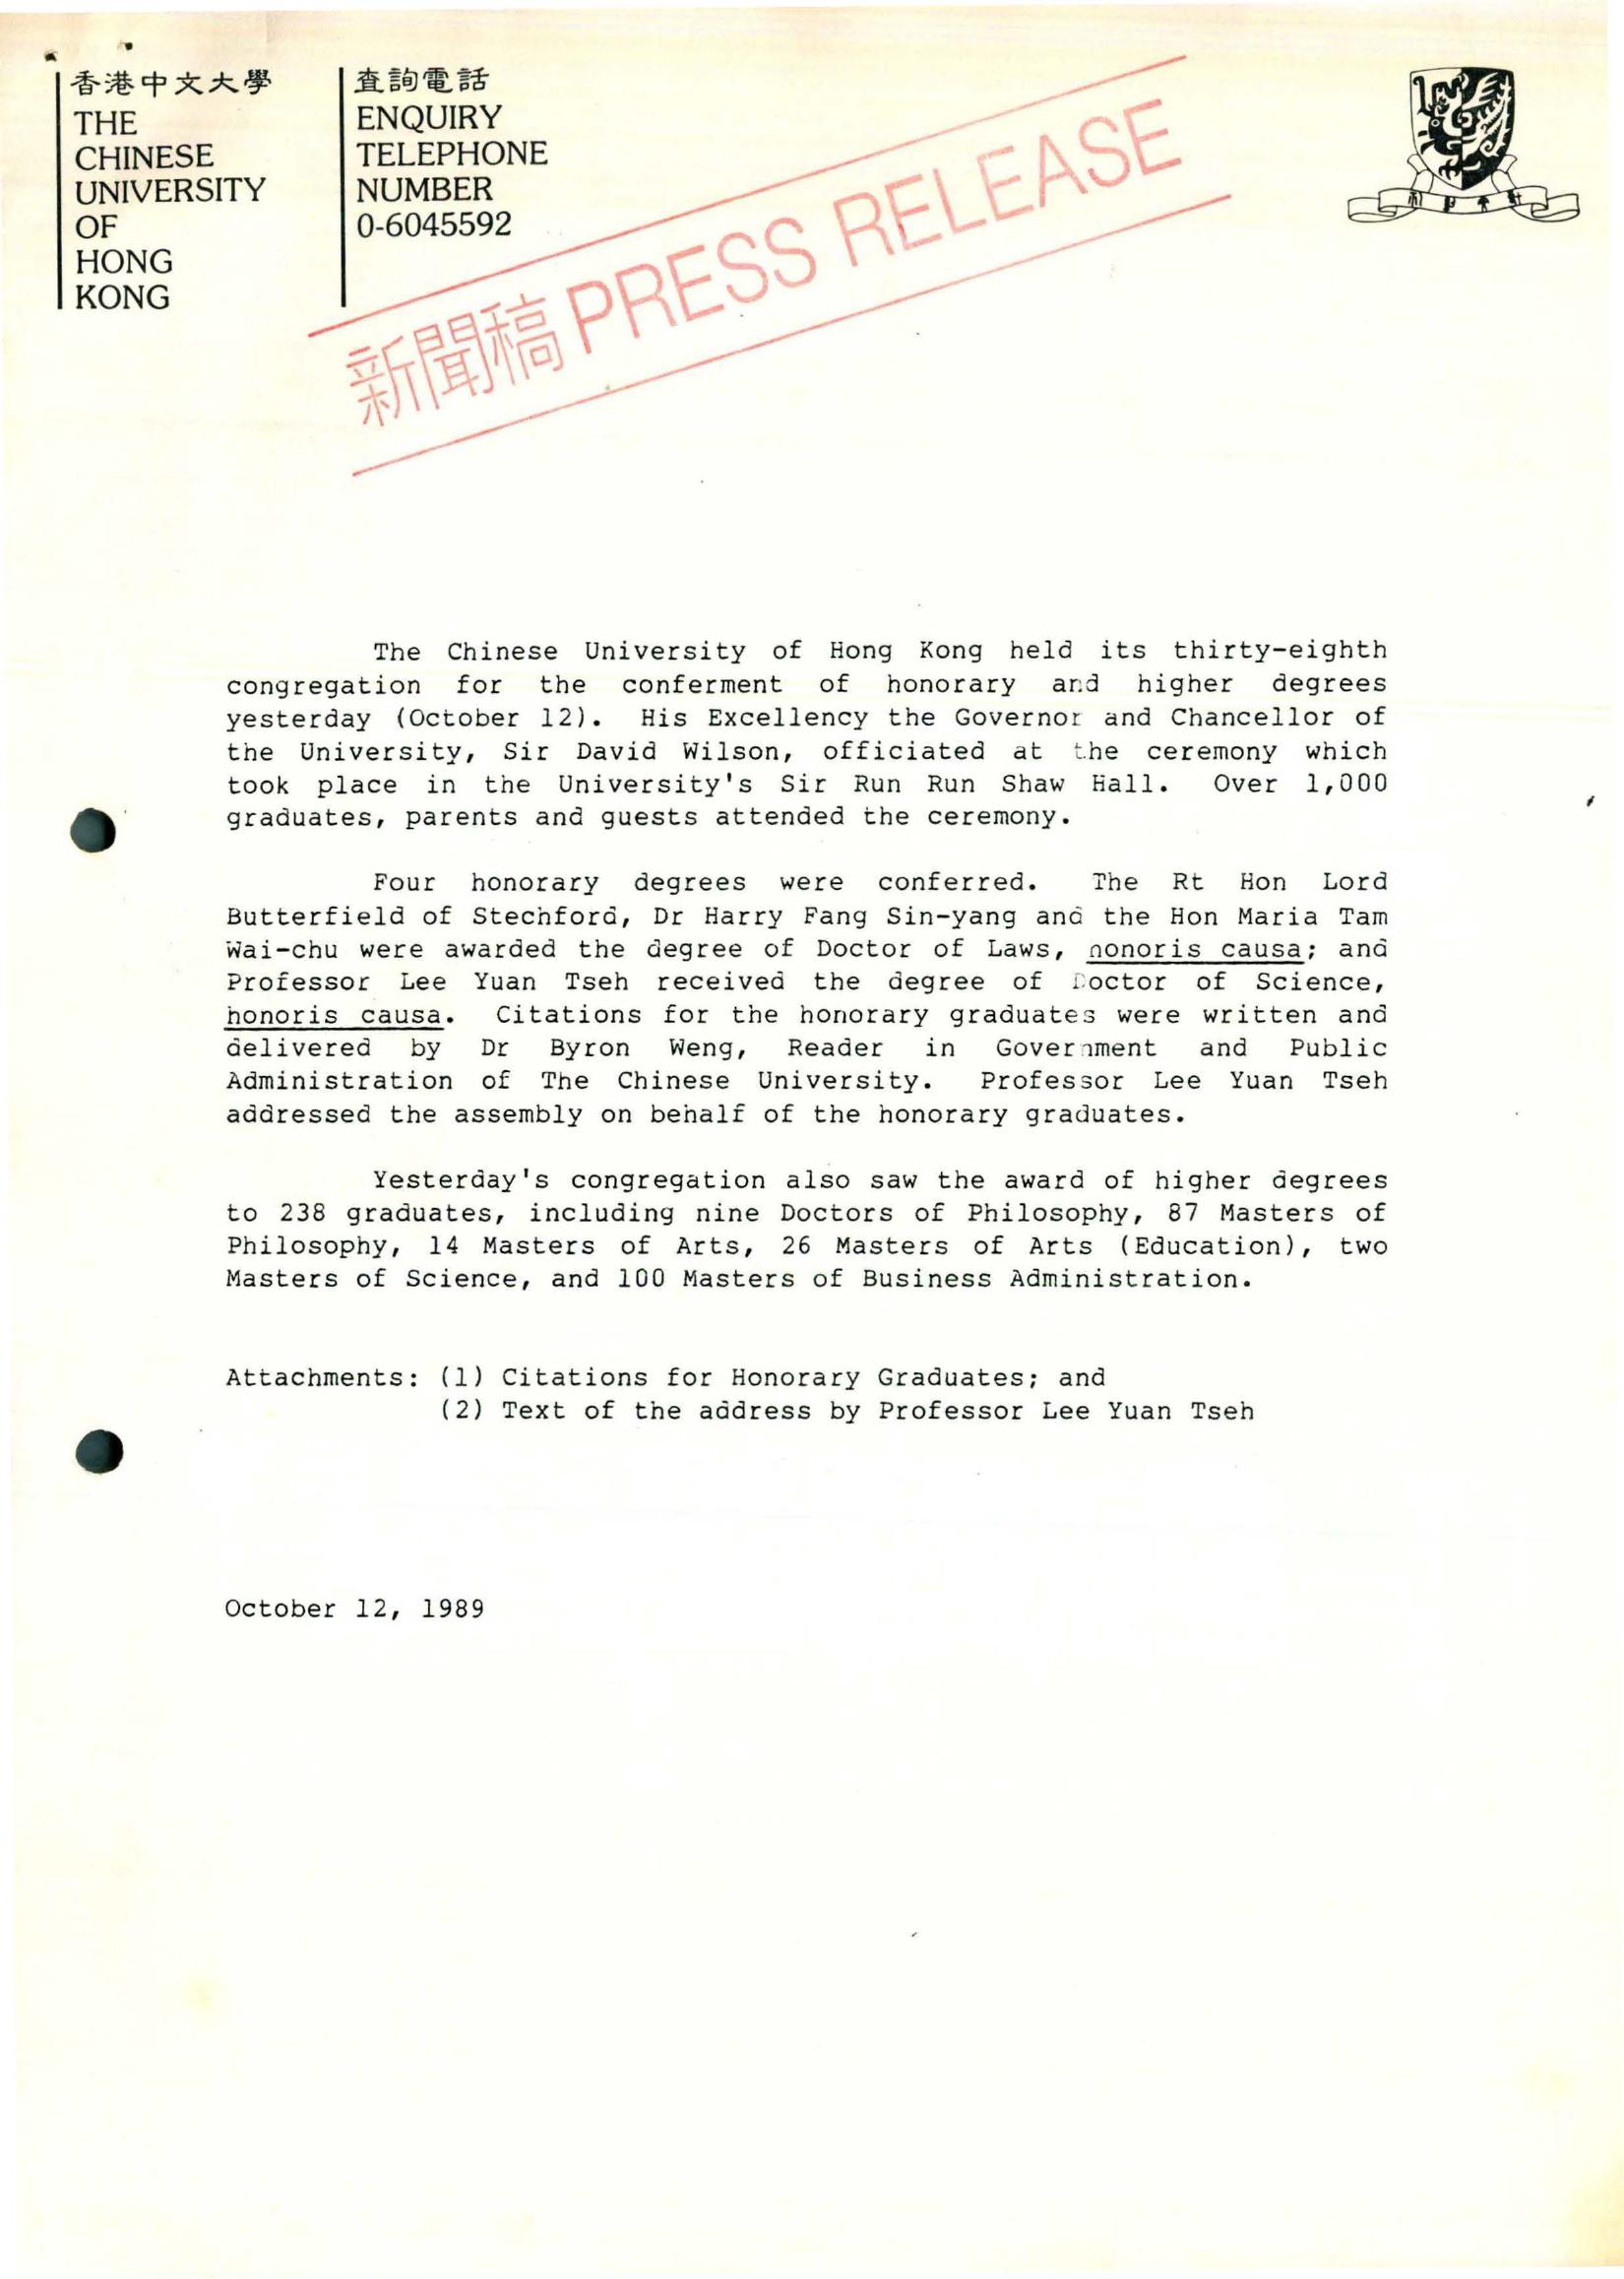 香港中文大學
THE
CHINESE
UNIVERSITY
OF
HONG
KONG
查詢電話
ENQUIRY
TELEPHONE
NUMBER
0-6045592
新聞稿 PRESS RELEASE
The Chinese University of Hong Kong held its thirty-eighth
congregation for the conferment of honorary and higher degrees
yesterday (October 12). His Excellency the Governor and Chancellor of
the University, Sir David Wilson, officiated at the ceremony which
took place in the University's Sir Run Run Shaw Hall. Over 1,000
graduates, parents and guests attended the ceremony.
Four honorary degrees were conferred. The Rt Hon Lord
Butterfield of Stechford, Dr Harry Fang Sin-yang and the Hon Maria Tam
Wai-chu were awarded the degree of Doctor of Laws, honoris causa; and
Professor Lee Yuan Tseh received the degree of Doctor of Science,
honoris causa. Citations for the honorary graduates were written and
delivered by Dr Byron Weng, Reader in Government and Public
Administration of The Chinese University. Professor Lee Yuan Tseh
addressed the assembly on behalf of the honorary graduates.
Yesterday's congregation also saw the award of higher degrees
to 238 graduates, including nine Doctors of Philosophy, 87 Masters of
Philosophy, 14 Masters of Arts, 26 Masters of Arts (Education), two
Masters of Science, and 100 Masters of Business Administration.
Attachments: (1) Citations for Honorary Graduates; and
(2) Text of the address by Professor Lee Yuan Tseh
October 12, 1989